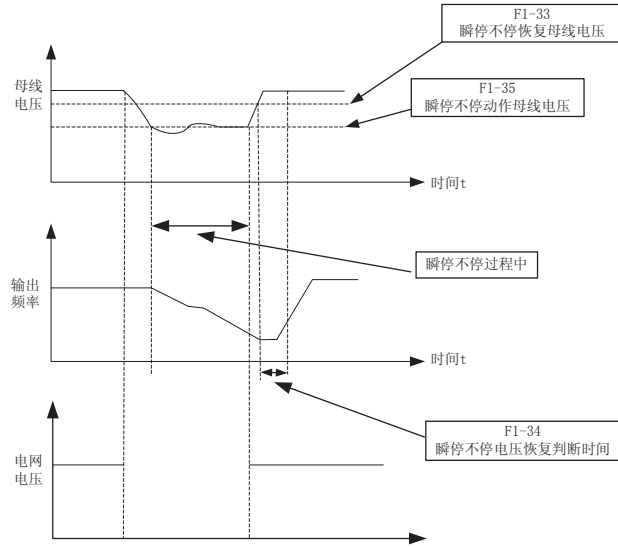 F1-33
瞬停不停恢复母线电压
母线
电压
F1-35
瞬停不停动作母线电压
时间t
瞬停不停过程中
输出
频率
时间t
F1-34
瞬停不停电压恢复判断时间
电网
电压